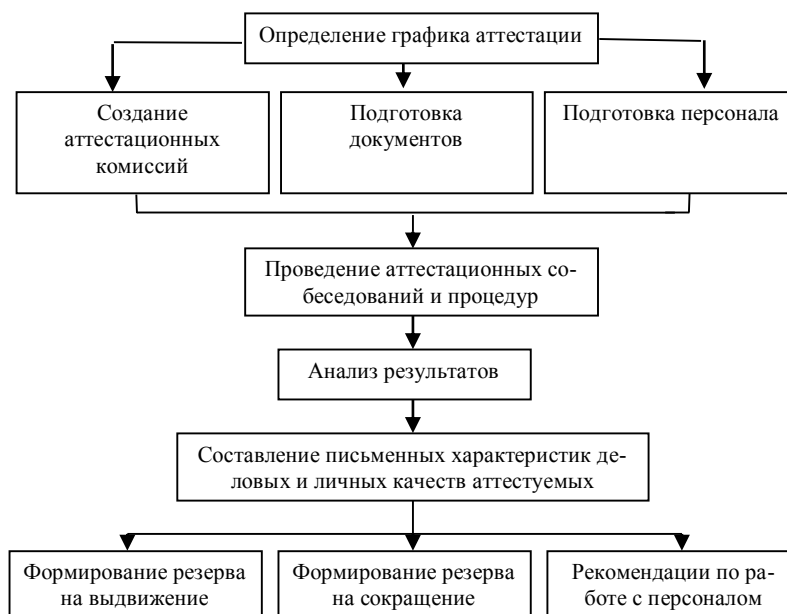 Определение графика аттестации
Создание
аттестационных
комиссий
Подготовка
документов
Подготовка персонала
Проведение аттестационных со-
беседований и процедур
Анализ результатов
Составление письменных характеристик де-
ловых и личных качеств аттестуемых
Формирование резерва
на выдвижение
Формирование резерва
на сокращение
Рекомендации по ра-
боте с персоналом